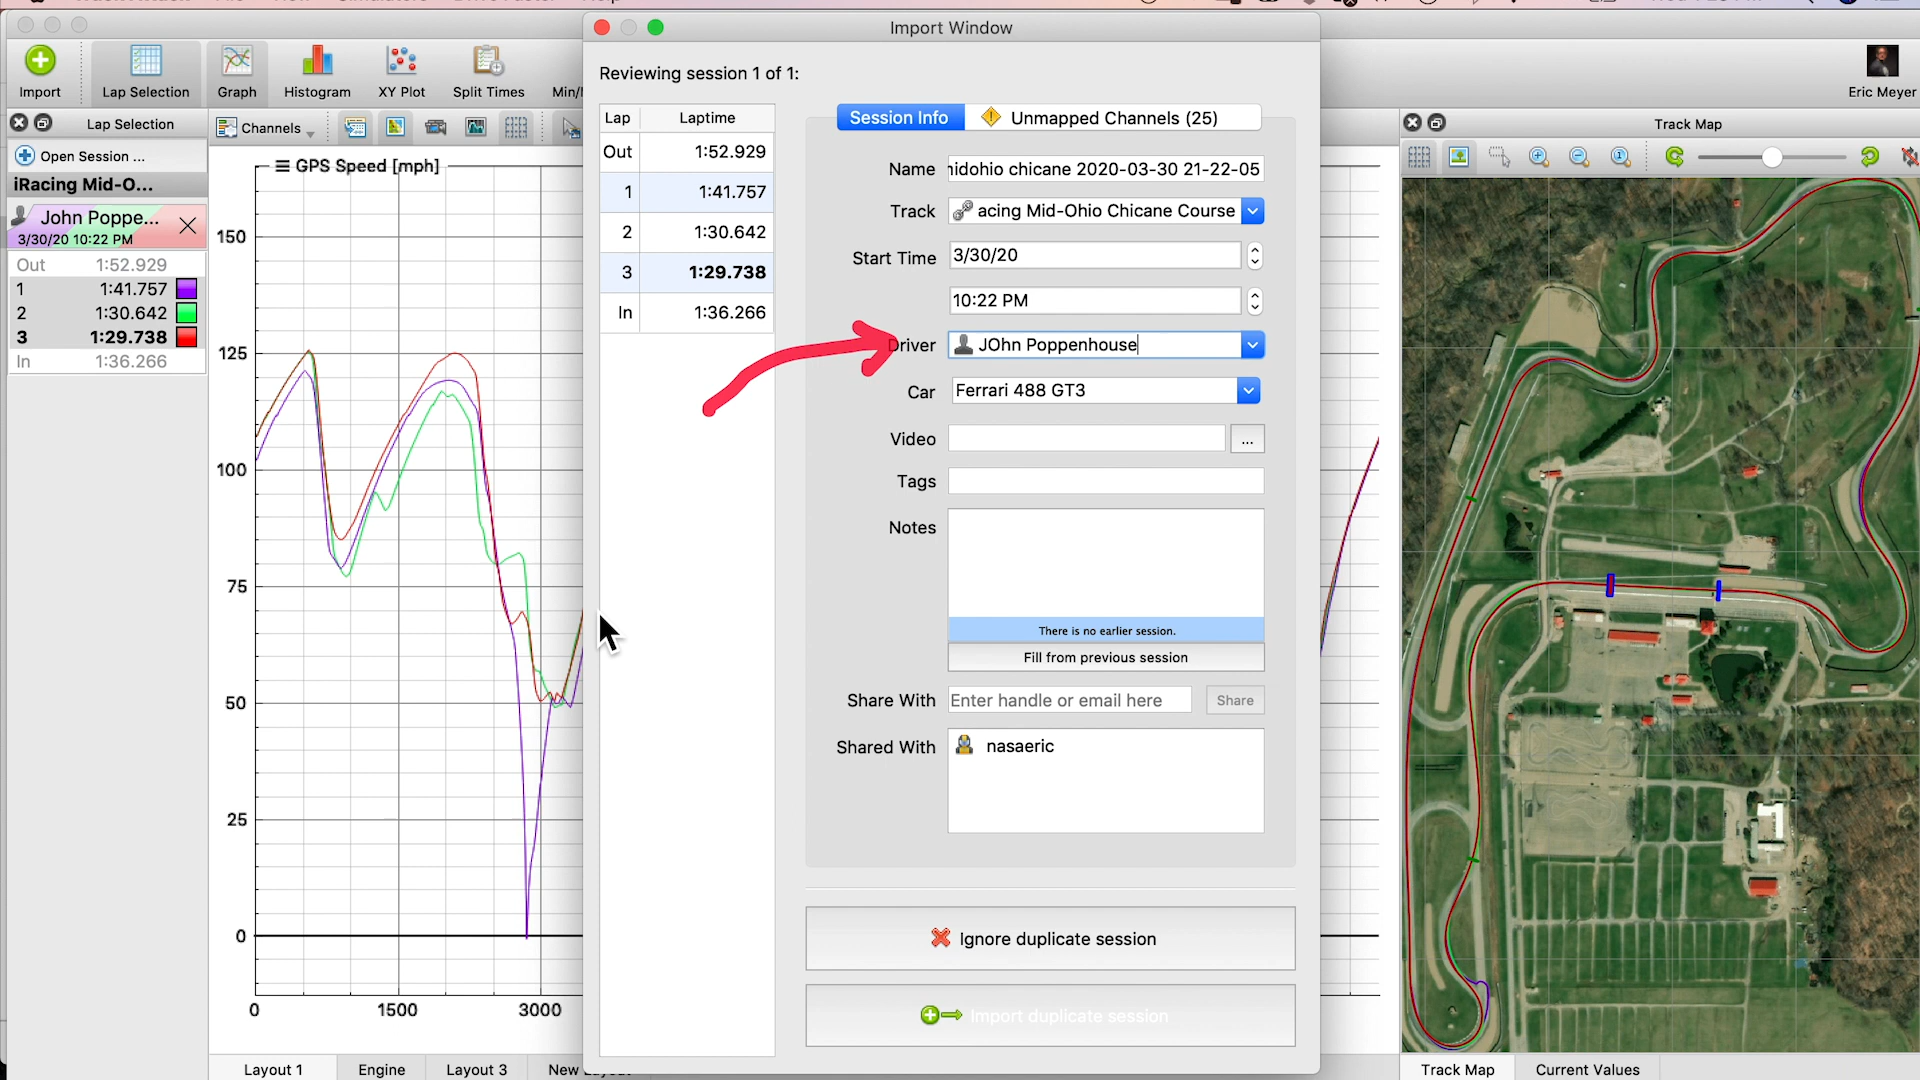 Import Window
Import
Lap Selection
Graph
Histogram
XY Plot
Split Times
Eric Meyer
Lap Selection
Channels
Open Session ...
iRacing Mid-O...
John Poppe...
3/30/20 10:22 PM
Out 1:52.929
1 1:41.757
2 1:30.642
3 1:29.738
In 1:36.266
GPS Speed [mph]
150
125
100
75
50
25
0
0 1500 3000
Layout 1
Engine
Layout 3
New
Reviewing session 1 of 1:
Lap Laptime
Out 1:52.929
1 1:41.757
2 1:30.642
3 1:29.738
In 1:36.266
Session Info
Unmapped Channels (25)
Name idohio chicane 2020-03-30 21-22-05
Track acing Mid-Ohio Chicane Course
Start Time 3/30/20
10:22 PM
Driver JOhn Poppenhouse
Car Ferrari 488 GT3
Video ...
Tags
Notes
There is no earlier session.
Fill from previous session
Share With Enter handle or email here Share
Shared With nasaeric
Ignore duplicate session
Import duplicate session
Track Map
Track Map
Current Values